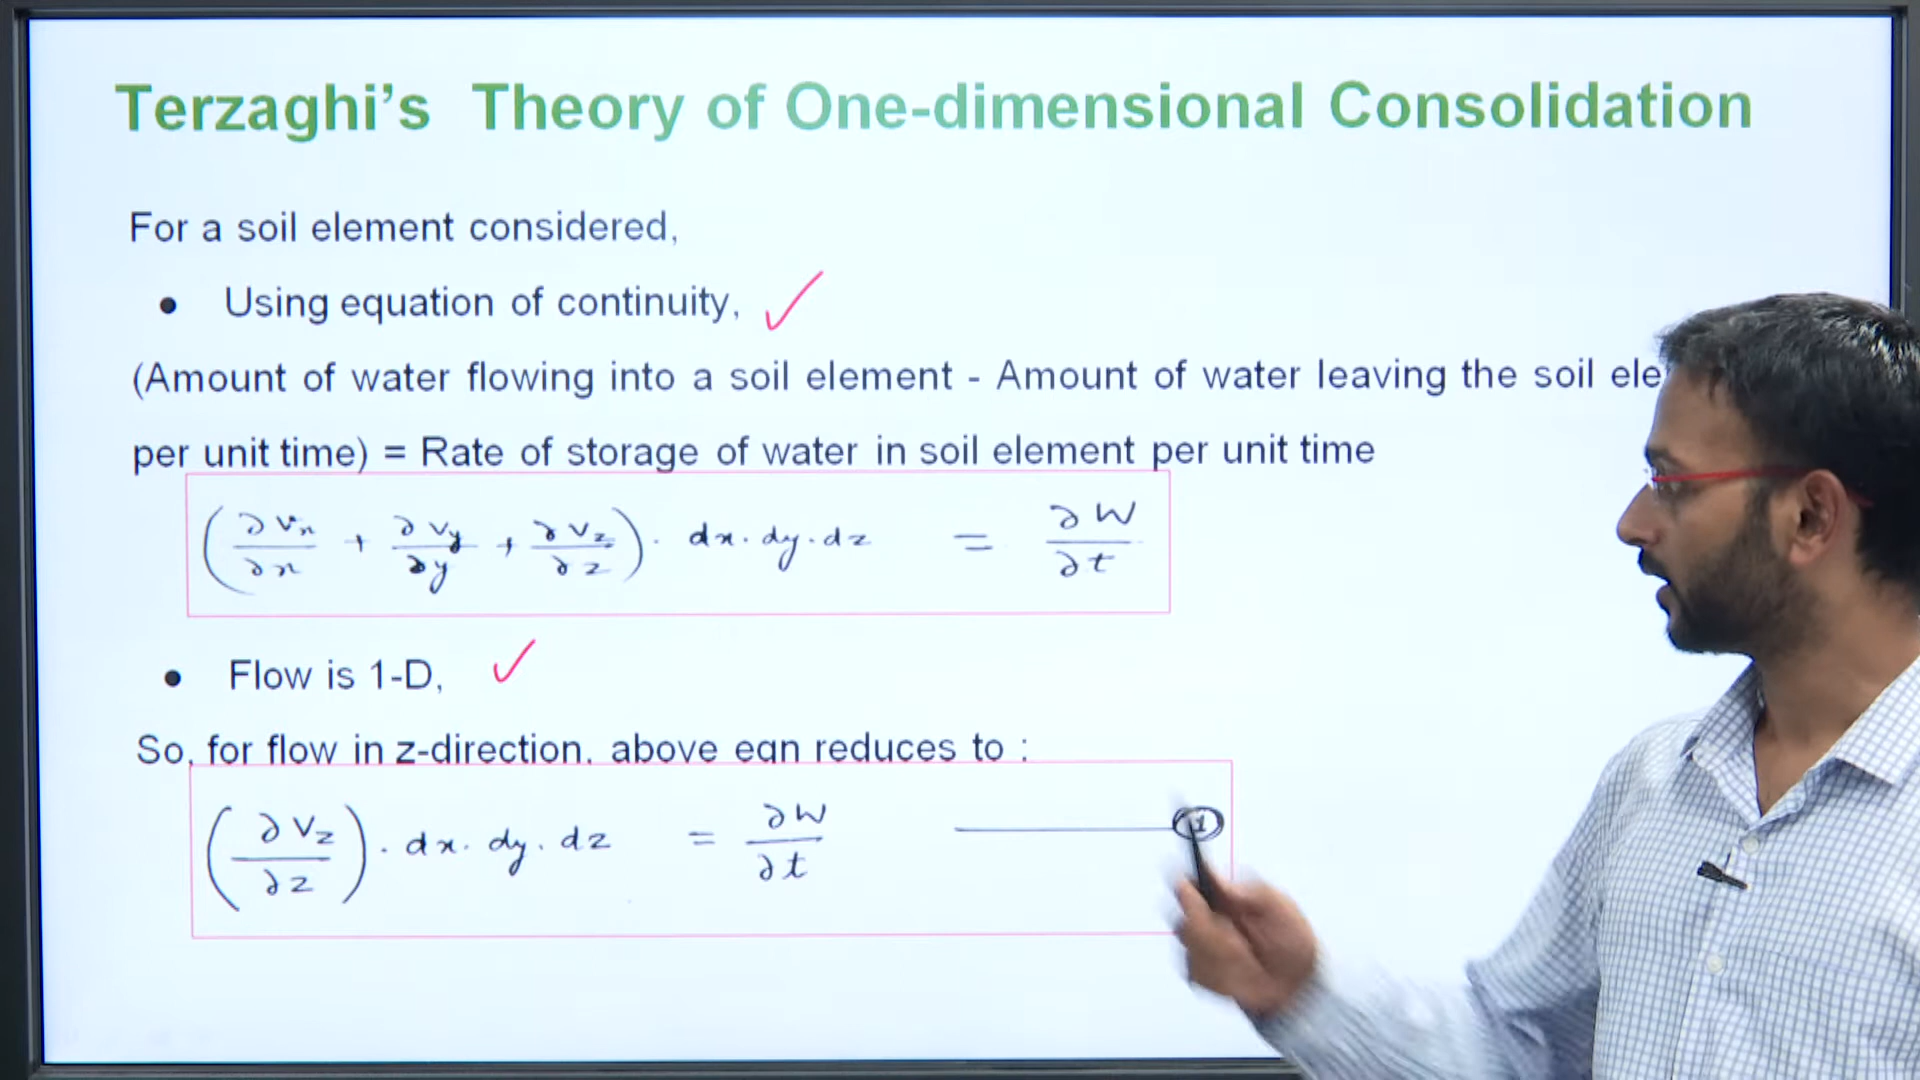 Terzaghi's Theory of One-dimensional Consolidation
For a soil element considered,
• Using equation of continuity, ✓
(Amount of water flowing into a soil element - Amount of water leaving the soil
per unit time) = Rate of storage of water in soil element per unit time
(∂Vx/∂x + ∂Vy/∂y + ∂Vz/∂z) · dx · dy · dz = ∂W/∂t
• Flow is 1-D, ✓
So, for flow in z-direction, above eqn reduces to :
(∂Vz/∂z) · dx · dy · dz = ∂W/∂t —— ①